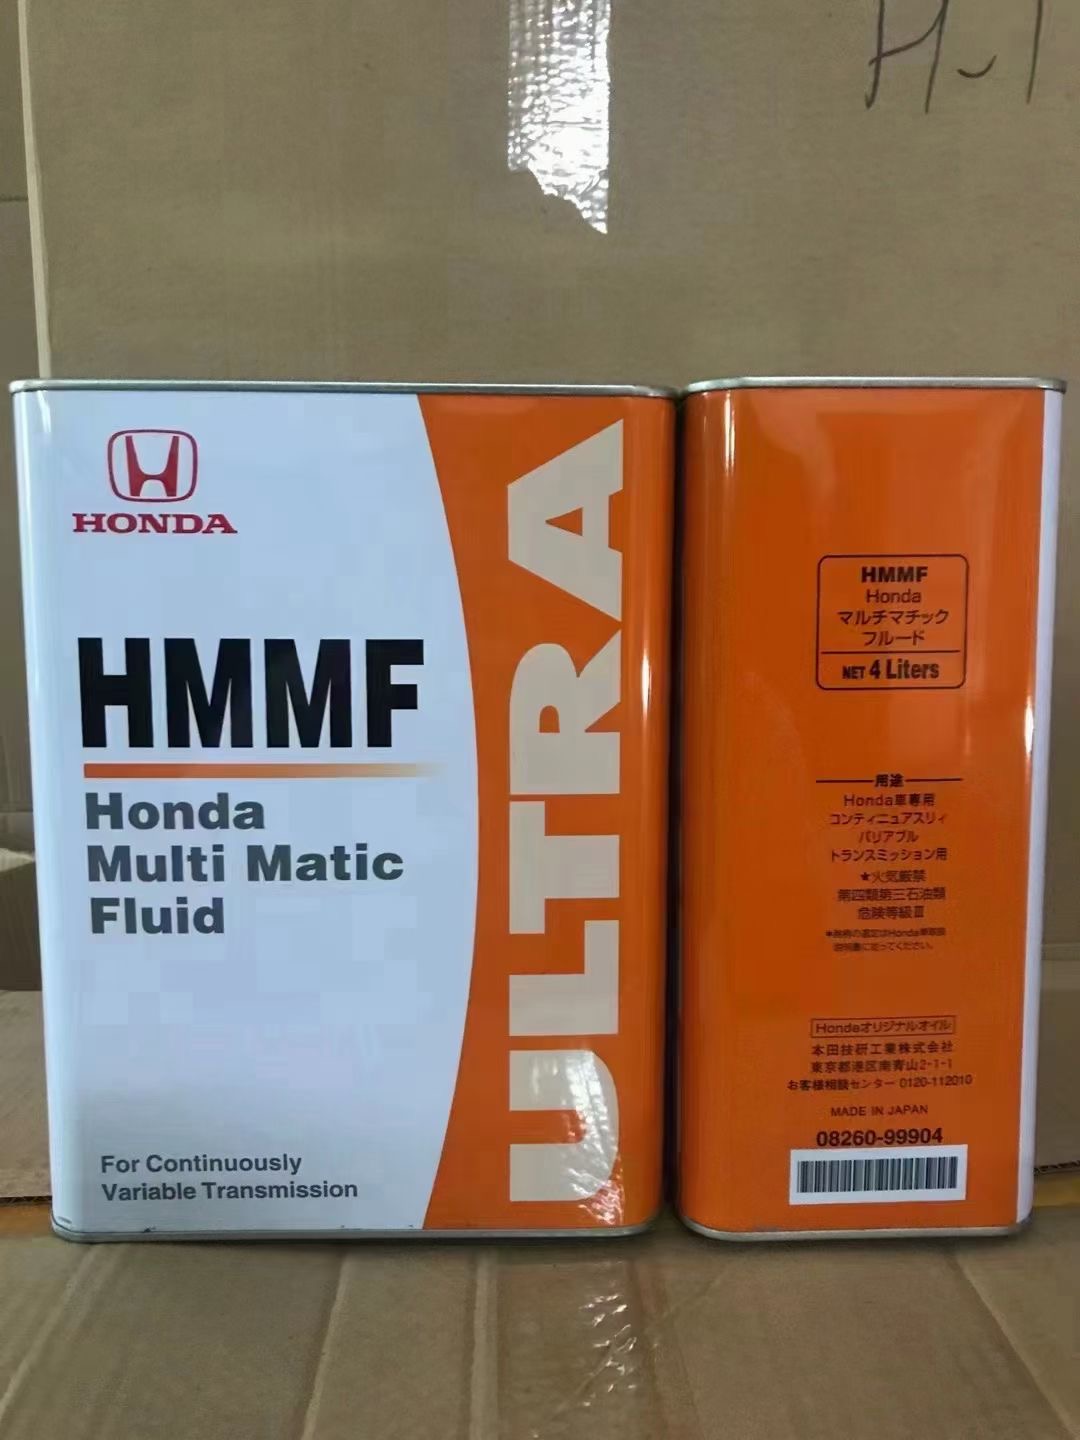 H-1
HONDA
HMMF
Honda
Multi Matic
Fluid
ULTRA
For Continuously
Variable Transmission
HMMF
Honda
マルチマチック
フルード
NET 4 Liters
用途
Honda車専用
コンティニュアスリィ
バリアブル
トランスミッション用
★火気厳禁
第四類第三石油類
危険等級Ⅲ
Hondaオリジナルオイル
本田技研工業株式会社
東京都港区南青山2-1-1
お客様相談センター 0120-112010
MADE IN JAPAN
08260-99904